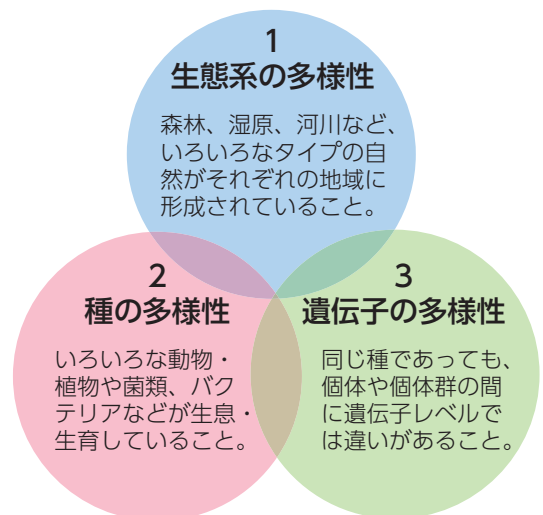 1
生態系の多様性
森林、湿原、河川など、
いろいろなタイプの自
然がそれぞれの地域に
形成されていること。
2
種の多様性
いろいろな動物・
植物や菌類、バク
テリアなどが生息・
生育していること。
3
遺伝子の多様性
同じ種であっても、
個体や個体群の間
に遺伝子レベルで
は違いがあること。